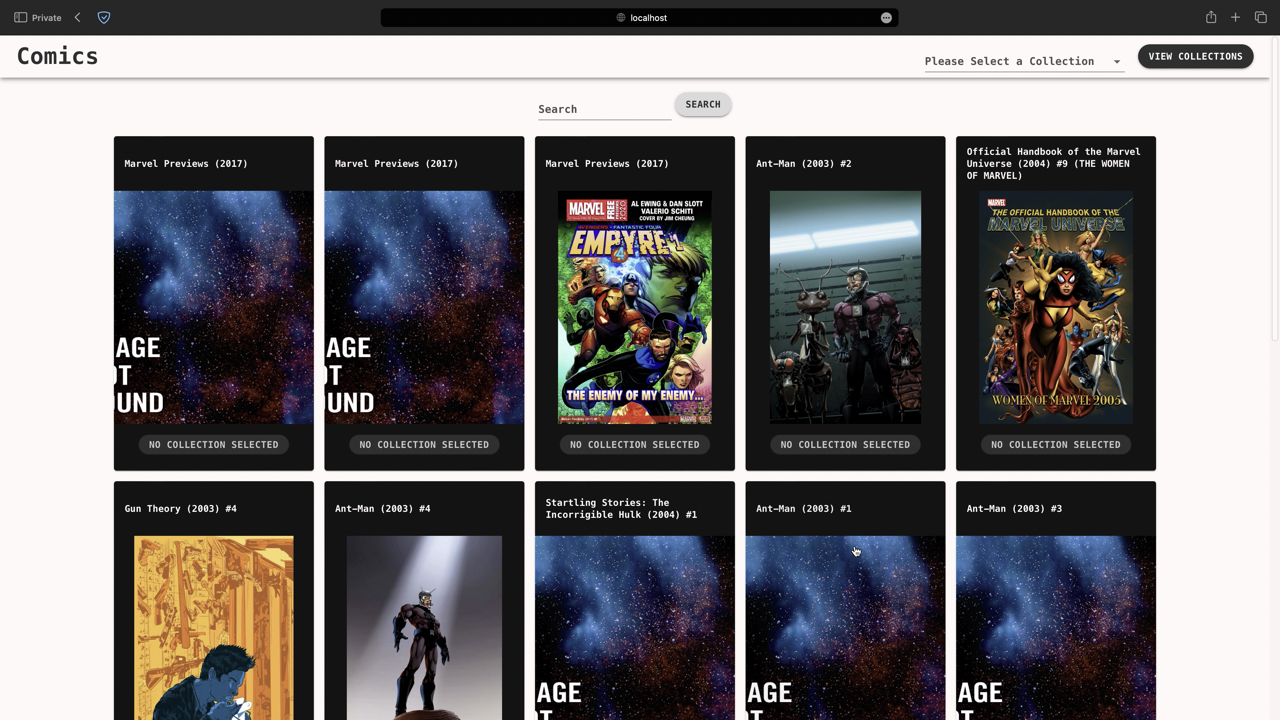 Private
localhost
Comics
Please Select a Collection
VIEW COLLECTIONS
Search
SEARCH
Marvel Previews (2017)
AGE
OT
UND
NO COLLECTION SELECTED
Marvel Previews (2017)
AGE
OT
UND
NO COLLECTION SELECTED
Marvel Previews (2017)
MARVEL
FREE
2020
AL EWING & DAN SLOTT
VALERIO SCHITI
COVER BY JIM CHEUNG
AVENGERS • FANTASTIC FOUR
EMPYRE
THE ENEMY OF MY ENEMY...
NO COLLECTION SELECTED
Ant-Man (2003) #2
NO COLLECTION SELECTED
Official Handbook of the Marvel
Universe (2004) #9 (THE WOMEN
OF MARVEL)
MARVEL
THE OFFICIAL HANDBOOK OF THE
MARVEL UNIVERSE
WOMEN OF MARVEL 2005
NO COLLECTION SELECTED
Gun Theory (2003) #4
Ant-Man (2003) #4
Startling Stories: The
Incorrigible Hulk (2004) #1
AGE
Ant-Man (2003) #1
AGE
Ant-Man (2003) #3
AGE